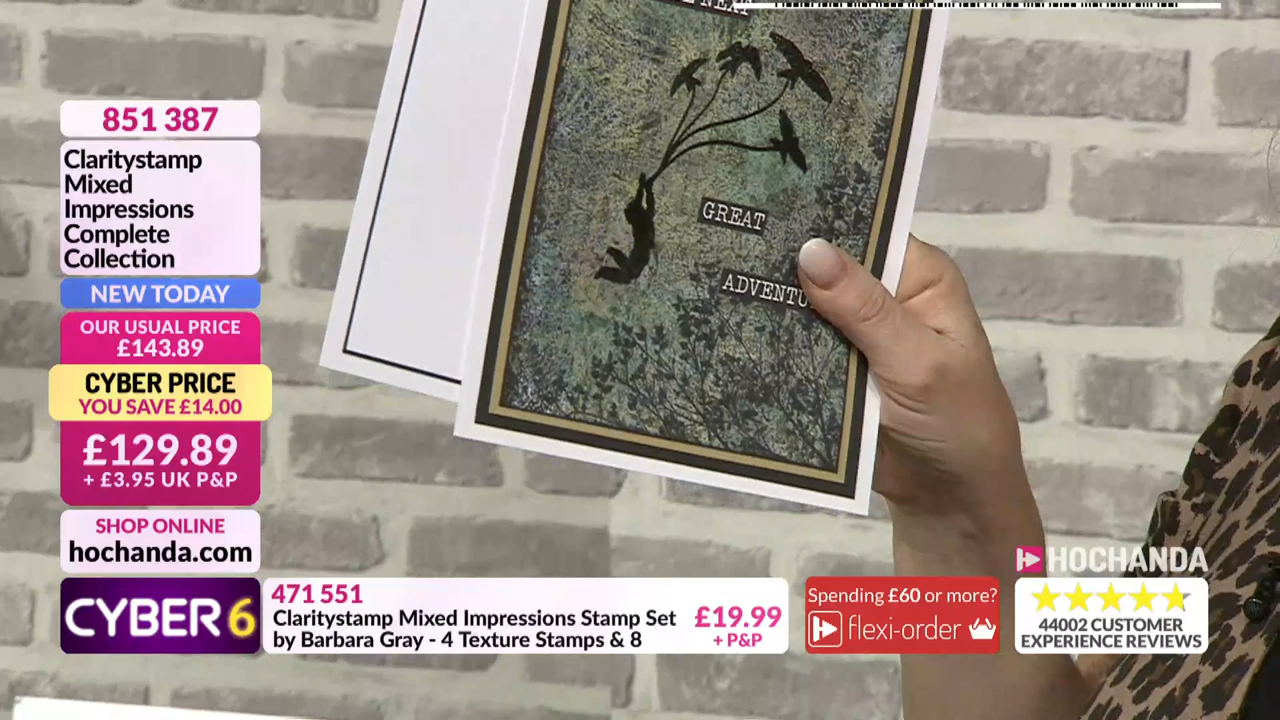 NEXT
GREAT
ADVENTU
851 387
Claritystamp
Mixed
Impressions
Complete
Collection
NEW TODAY
OUR USUAL PRICE
£143.89
CYBER PRICE
YOU SAVE £14.00
£129.89
+ £3.95 UK P&P
SHOP ONLINE
hochanda.com
CYBER 6
471 551
Claritystamp Mixed Impressions Stamp Set
by Barbara Gray - 4 Texture Stamps & 8
£19.99
+ P&P
Spending £60 or more?
flexi-order
HOCHANDA
44002 CUSTOMER
EXPERIENCE REVIEWS